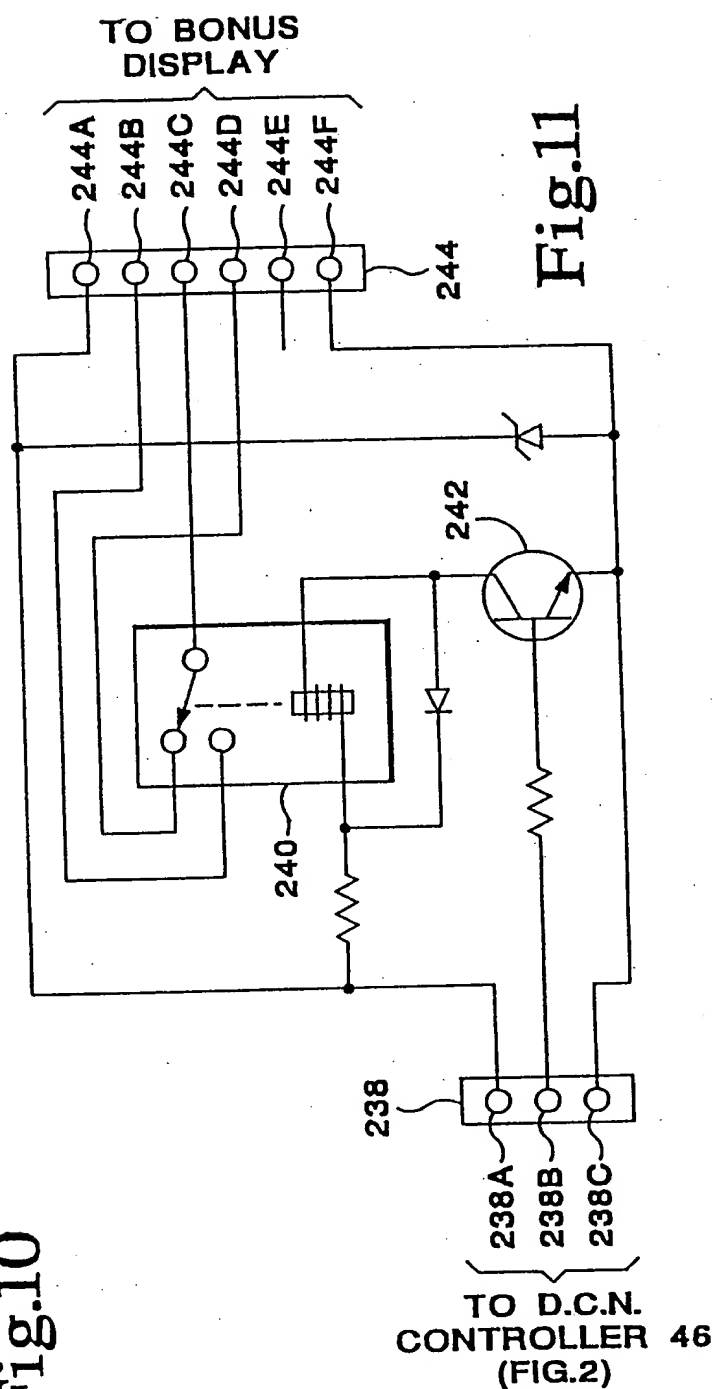 TO BONUS
DISPLAY
244A
244B
244C
244D
244E
244F
244
Fig.11
242
240
238
238A
238B
238C
TO D.C.N.
CONTROLLER 46
(FIG.2)
Fig.10